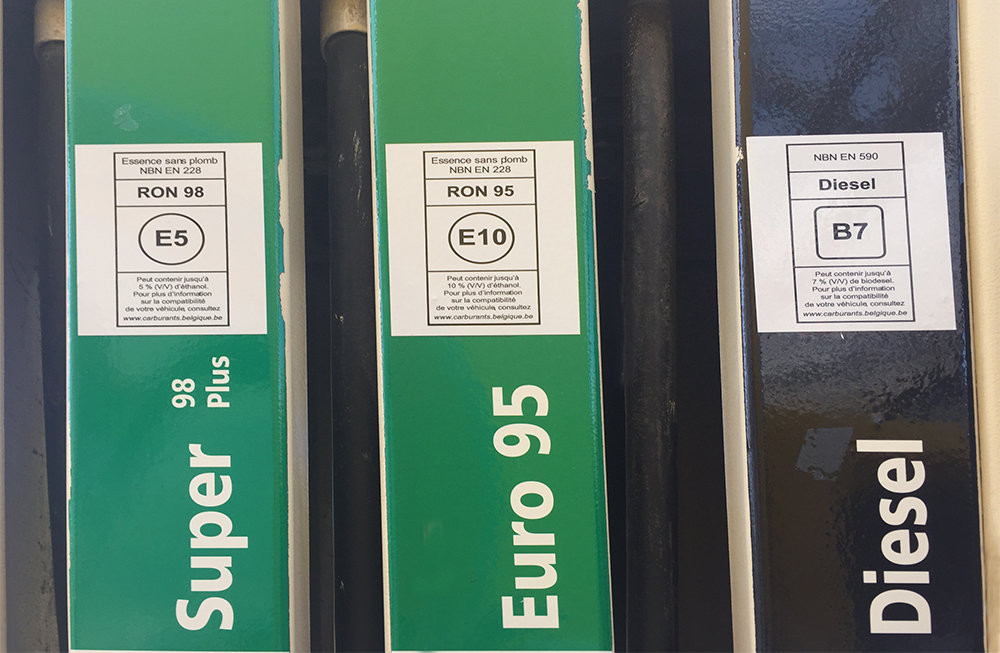 Essence sans plomb
NBN EN 228
RON 98
E5
Peut contenir jusqu'à
5 % (V/V) d'éthanol.
Pour plus d'information
sur la compatibilité
de votre véhicule, consultez
www.carburants.belgique.be
Super 98
Plus
Essence sans plomb
NBN EN 228
RON 95
E10
Peut contenir jusqu'à
10 % (V/V) d'éthanol.
Pour plus d'information
sur la compatibilité
de votre véhicule, consultez
www.carburants.belgique.be
Euro 95
NBN EN 590
Diesel
B7
Peut contenir jusqu'à
7 % (V/V) de biodesel.
Pour plus d'information
sur la compatibilité
de votre véhicule, consultez
www.carburants.belgique.be
Diesel